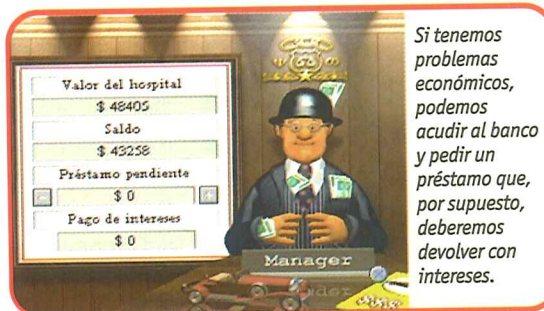 Valor del hospital
$ 48405
Saldo
$ 43258
Préstamo pendiente
$ 0
Pago de intereses
$ 0
Manager
Si tenemos
problemas
económicos,
podemos
acudir al banco
y pedir un
préstamo que,
por supuesto,
deberemos
devolver con
intereses.